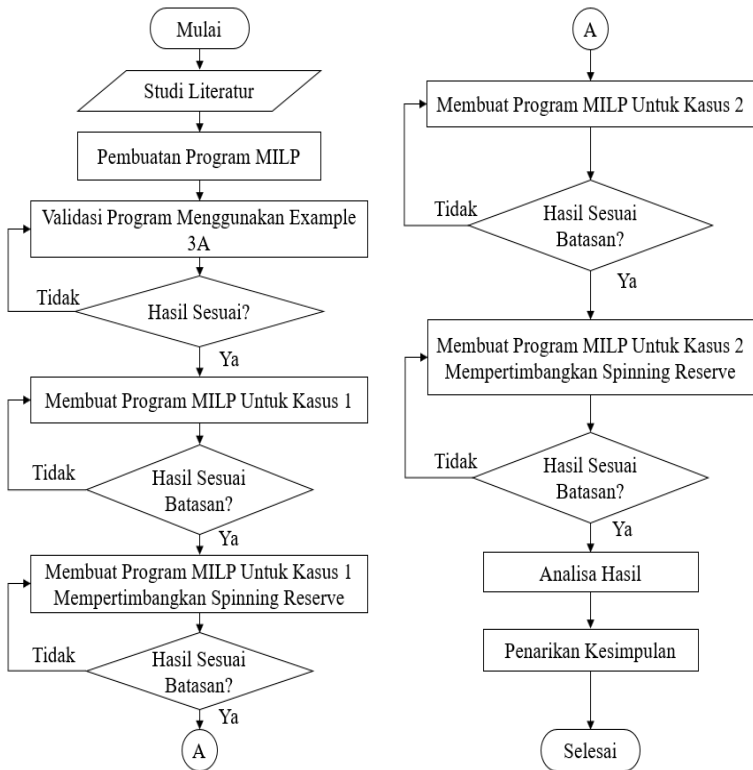 Mulai
Studi Literatur
Pembuatan Program MILP
Validasi Program Menggunakan Example
3A
Tidak
Hasil Sesuai?
Ya
Membuat Program MILP Untuk Kasus 1
Tidak
Hasil Sesuai
Batasan?
Ya
Membuat Program MILP Untuk Kasus 1
Mempertimbangkan Spinning Reserve
Tidak
Hasil Sesuai
Batasan?
Ya
A
A
Membuat Program MILP Untuk Kasus 2
Tidak
Hasil Sesuai
Batasan?
Ya
Membuat Program MILP Untuk Kasus 2
Mempertimbangkan Spinning Reserve
Tidak
Hasil Sesuai
Batasan?
Ya
Analisa Hasil
Penarikan Kesimpulan
Selesai